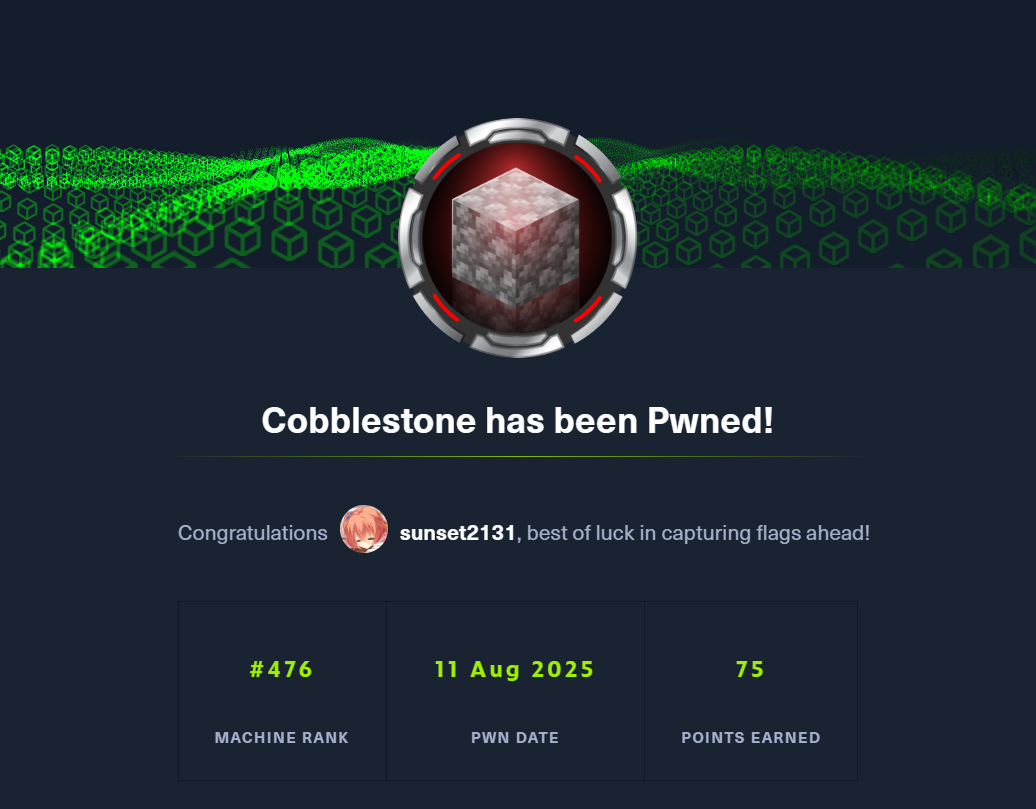 Cobblestone has been Pwned!
Congratulations sunset2131, best of luck in capturing flags ahead!
#476 11 Aug 2025 75
MACHINE RANK PWN DATE POINTS EARNED